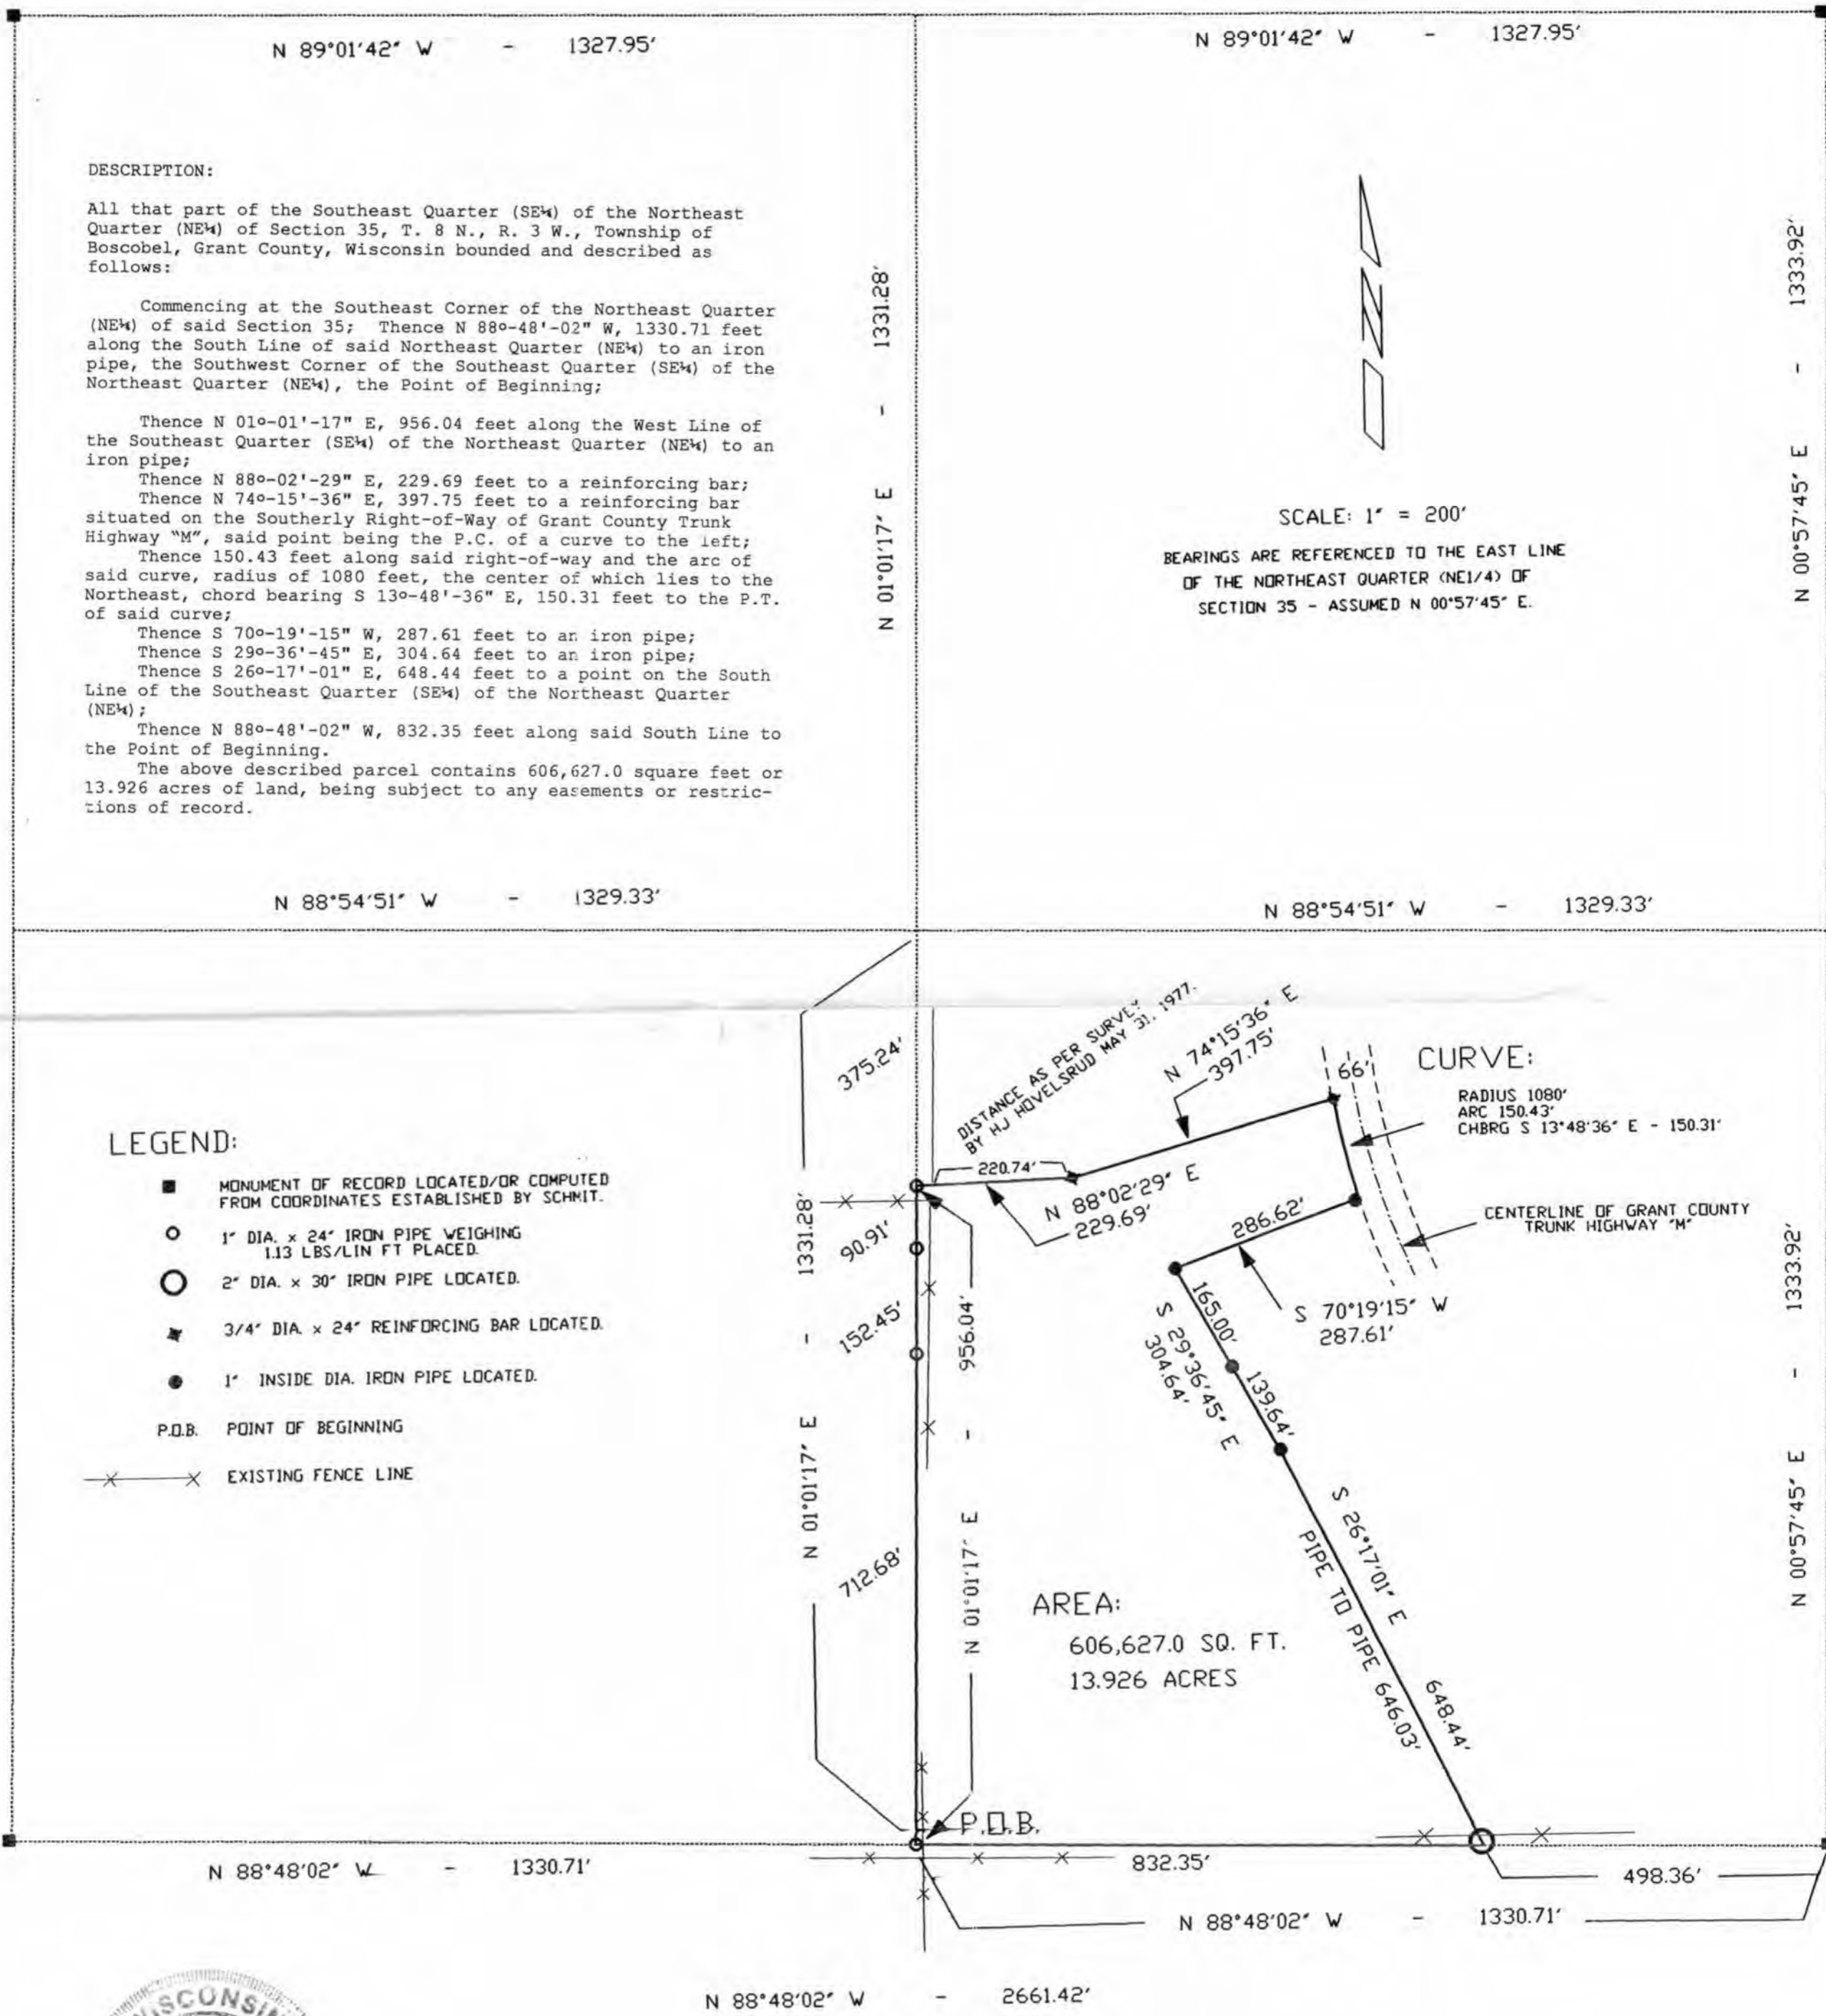 N 89°01'42" W - 1327.95'
N 89°01'42" W - 1327.95'
DESCRIPTION:
All that part of the Southeast Quarter (SE¼) of the Northeast
Quarter (NE¼) of Section 35, T. 8 N., R. 3 W., Township of
Boscobel, Grant County, Wisconsin bounded and described as
follows:
Commencing at the Southeast Corner of the Northeast Quarter
(NE¼) of said Section 35; Thence N 88o-48'-02" W, 1330.71 feet
along the South Line of said Northeast Quarter (NE¼) to an iron
pipe, the Southwest Corner of the Southeast Quarter (SE¼) of the
Northeast Quarter (NE¼), the Point of Beginning;
Thence N 01o-01'-17" E, 956.04 feet along the West Line of
the Southeast Quarter (SE¼) of the Northeast Quarter (NE¼) to an
iron pipe;
Thence N 88o-02'-29" E, 229.69 feet to a reinforcing bar;
Thence N 74o-15'-36" E, 397.75 feet to a reinforcing bar
situated on the Southerly Right-of-Way of Grant County Trunk
Highway "M", said point being the P.C. of a curve to the left;
Thence 150.43 feet along said right-of-way and the arc of
said curve, radius of 1080 feet, the center of which lies to the
Northeast, chord bearing S 13o-48'-36" E, 150.31 feet to the P.T.
of said curve;
Thence S 70o-19'-15" W, 287.61 feet to an iron pipe;
Thence S 29o-36'-45" E, 304.64 feet to an iron pipe;
Thence S 26o-17'-01" E, 648.44 feet to a point on the South
Line of the Southeast Quarter (SE¼) of the Northeast Quarter
(NE¼);
Thence N 88o-48'-02" W, 832.35 feet along said South Line to
the Point of Beginning.
The above described parcel contains 606,627.0 square feet or
13.926 acres of land, being subject to any easements or restric-
tions of record.
N 01°01'17" E - 1331.28'
N
SCALE: 1" = 200'
BEARINGS ARE REFERENCED TO THE EAST LINE
OF THE NORTHEAST QUARTER (NE1/4) OF
SECTION 35 - ASSUMED N 00°57'45" E.
N 00°57'45" E - 1333.92'
N 88°54'51" W - 1329.33'
N 88°54'51" W - 1329.33'
LEGEND:
MONUMENT OF RECORD LOCATED/OR COMPUTED
FROM COORDINATES ESTABLISHED BY SCHMIT.
1" DIA. x 24" IRON PIPE WEIGHING
1.13 LBS/LIN FT PLACED.
2" DIA. x 30" IRON PIPE LOCATED.
3/4" DIA. x 24" REINFORCING BAR LOCATED.
1" INSIDE DIA. IRON PIPE LOCATED.
P.O.B. POINT OF BEGINNING
EXISTING FENCE LINE
N 01°01'17" E - 1331.28'
375.24'
90.91'
152.45'
712.68'
N 01°01'17" E - 956.04'
DISTANCE AS PER SURVEY
BY HJ HOVELSRUD MAY 31, 1977.
220.74'
N 88°02'29" E
229.69'
N 74°15'36" E
397.75'
66'
CURVE:
RADIUS 1080'
ARC 150.43'
CHBRG S 13°48'36" E - 150.31'
CENTERLINE OF GRANT COUNTY
TRUNK HIGHWAY "M"
286.62'
S 70°19'15" W
287.61'
165.00'
139.64'
S 29°36'45" E
304.64'
S 26°17'01" E
648.44'
PIPE TO PIPE 646.03'
AREA:
606,627.0 SQ. FT.
13.926 ACRES
N 00°57'45" E - 1333.92'
P.O.B.
N 88°48'02" W - 1330.71'
832.35'
498.36'
N 88°48'02" W - 1330.71'
N 88°48'02" W - 2661.42'
WISCONSIN